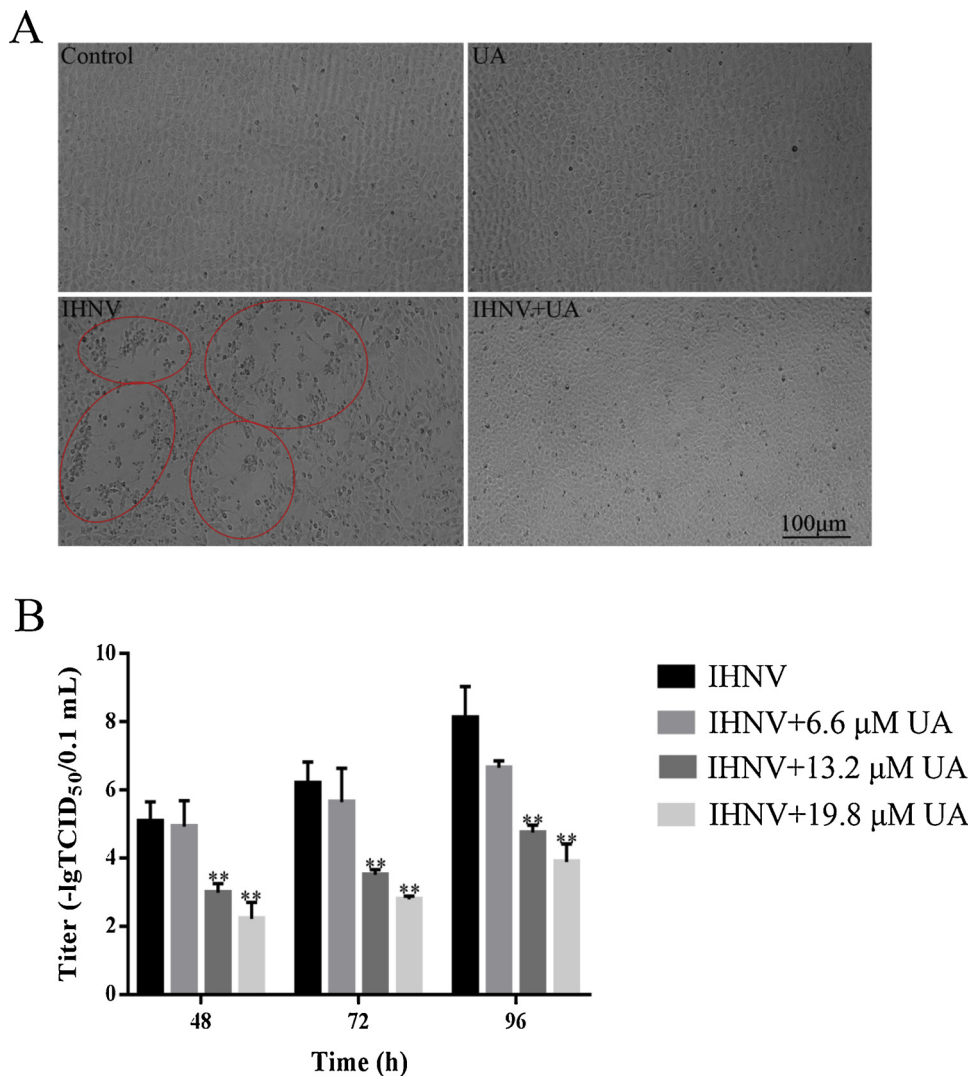 A
Control
UA
IHNV
IHNV+UA
100μm
B
Titer (-lgTCID50/0.1 mL)
10
8
6
4
2
0
** **
** **
** **
48 72 96
Time (h)
IHNV
IHNV+6.6 μM UA
IHNV+13.2 μM UA
IHNV+19.8 μM UA